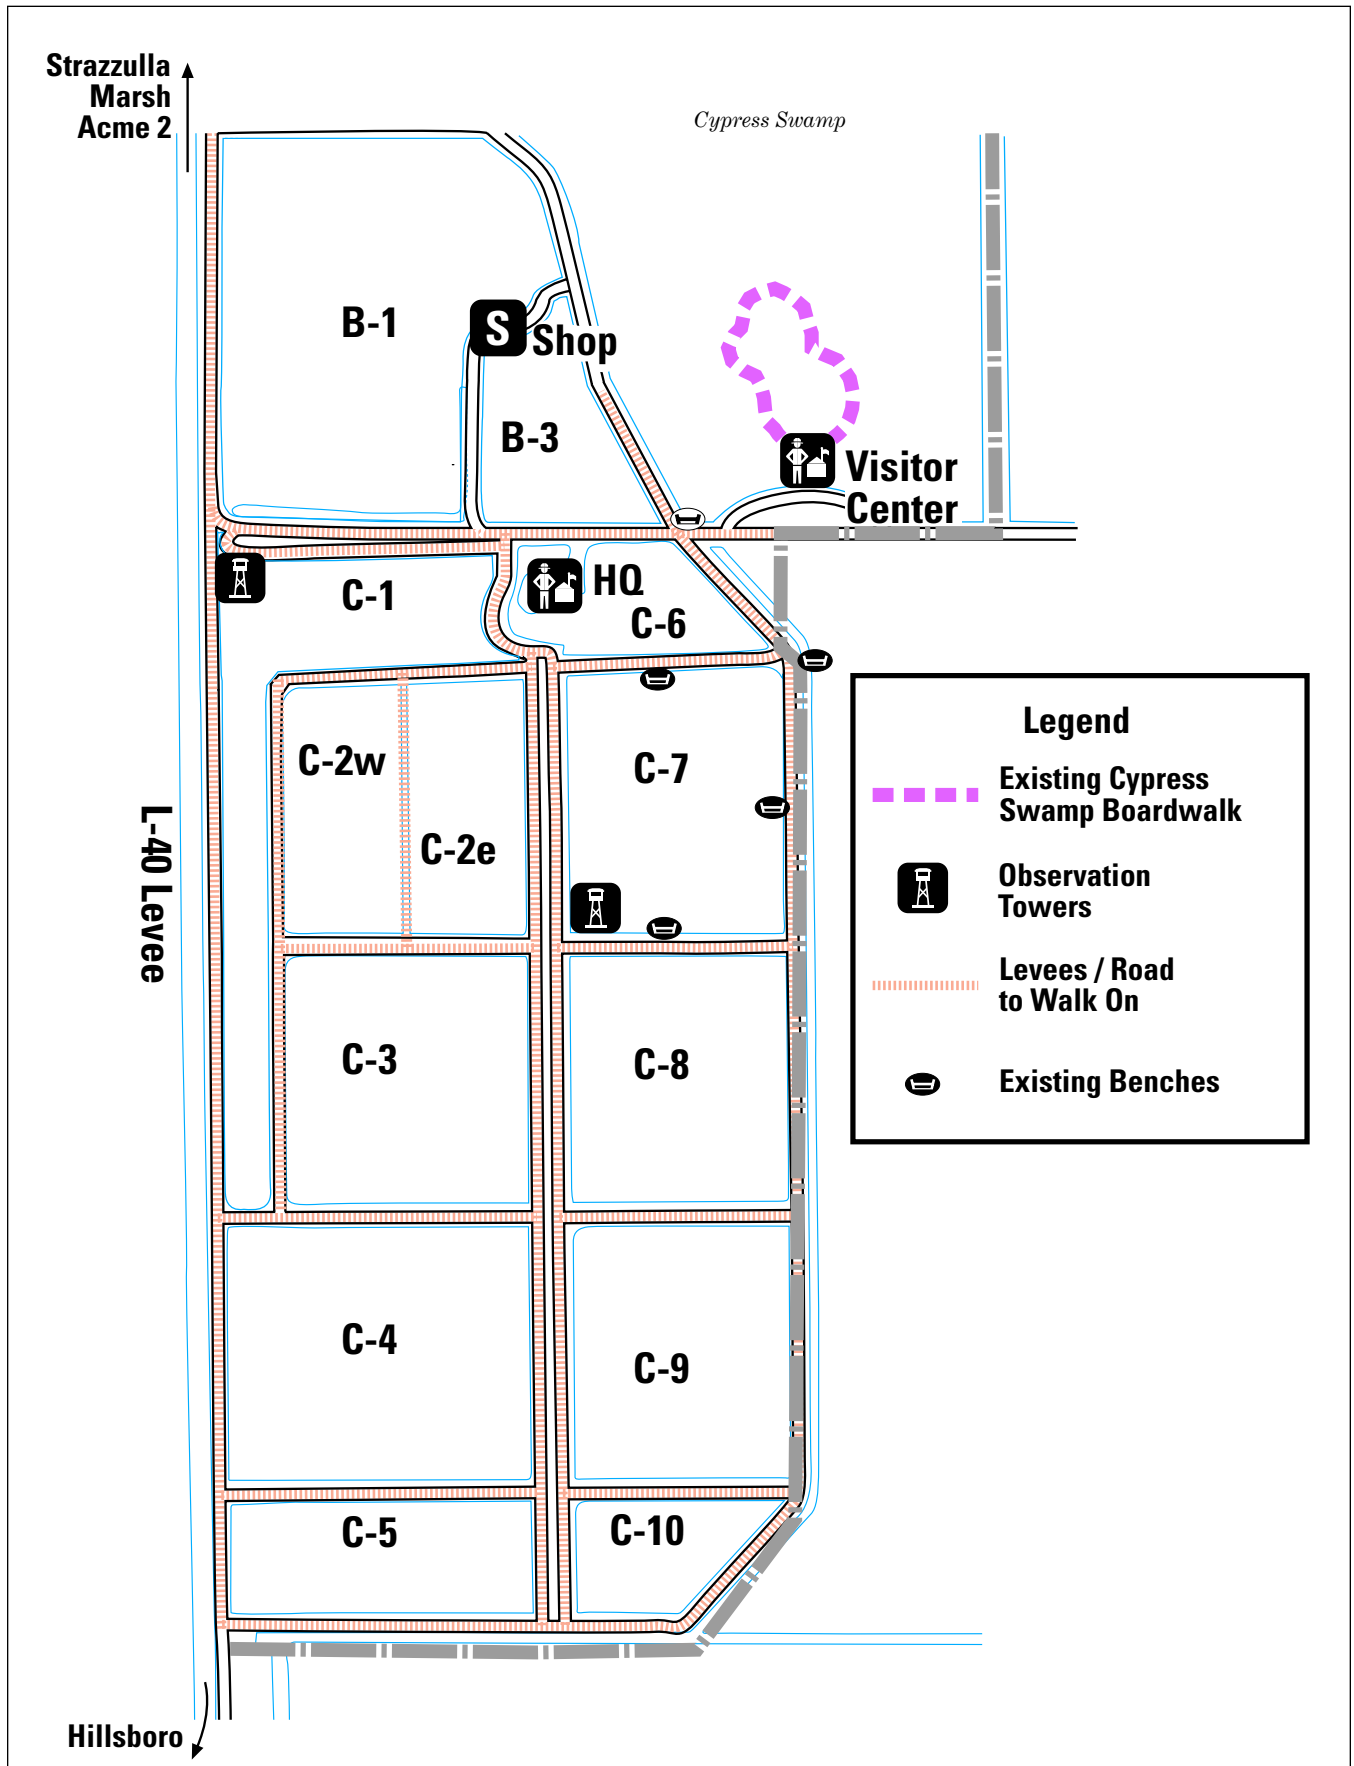 Strazzulla
Marsh
Acme 2
Cypress Swamp
B-1
S
Shop
B-3
Visitor
Center
C-1
HQ
C-6
C-2w
C-7
C-2e
L-40 Levee
C-3
C-8
C-4
C-9
C-5
C-10
Hillsboro
Legend
Existing Cypress
Swamp Boardwalk
Observation
Towers
Levees / Road
to Walk On
Existing Benches